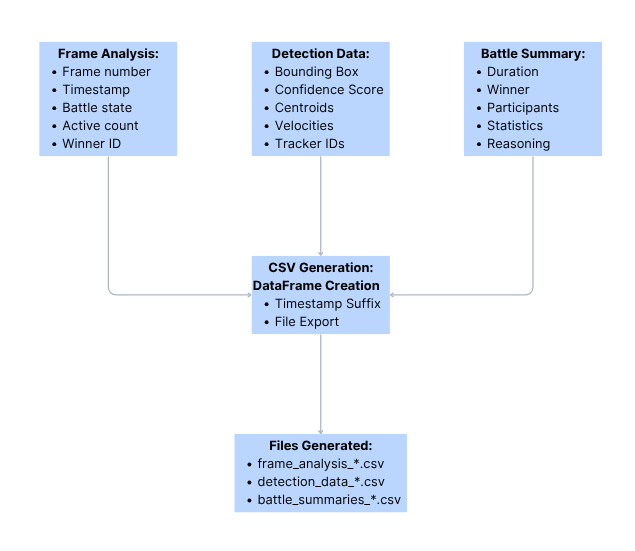 Frame Analysis:
• Frame number
• Timestamp
• Battle state
• Active count
• Winner ID
Detection Data:
• Bounding Box
• Confidence Score
• Centroids
• Velocities
• Tracker IDs
Battle Summary:
• Duration
• Winner
• Participants
• Statistics
• Reasoning
CSV Generation:
DataFrame Creation
• Timestamp Suffix
• File Export
Files Generated:
• frame_analysis_*.csv
• detection_data_*.csv
• battle_summaries_*.csv